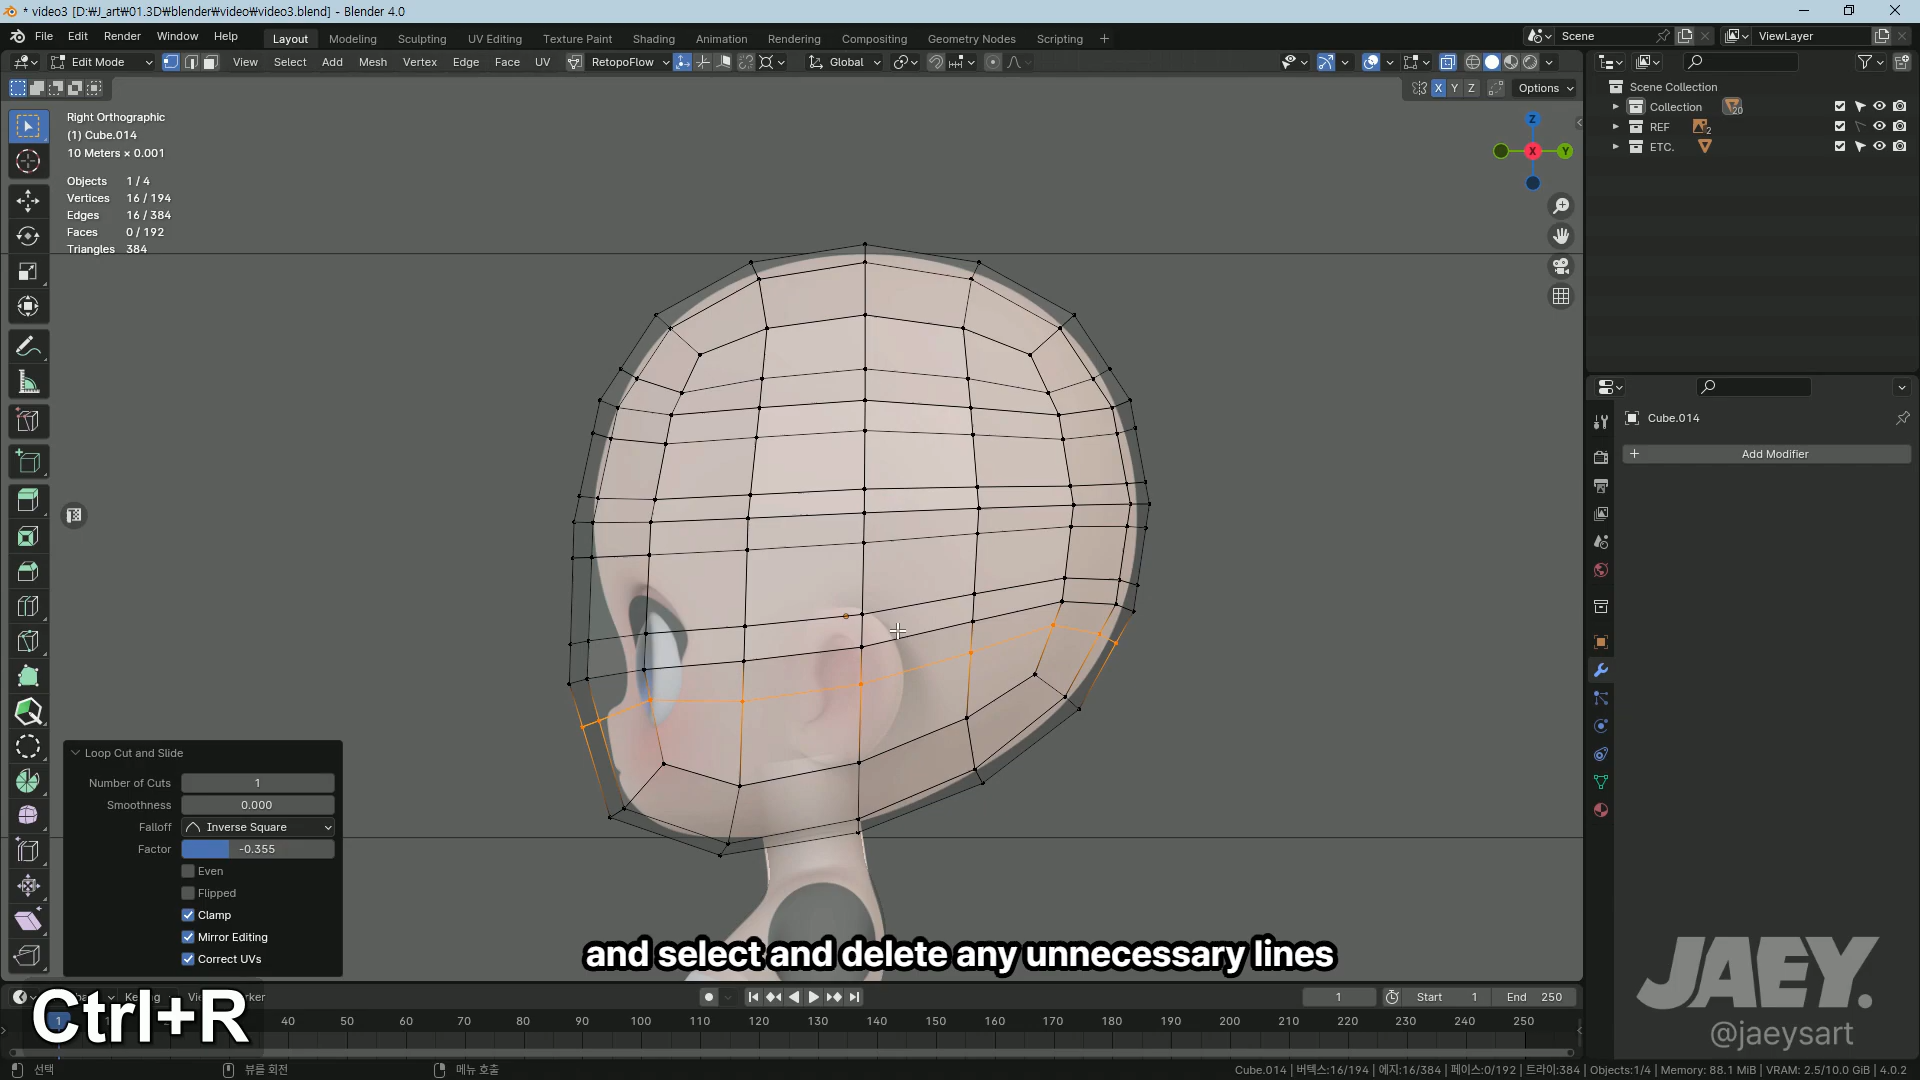 * video3 [D:₩J_art₩01.3D₩blender₩video₩video3.blend] - Blender 4.0
File Edit Render Window Help
Layout Modeling Sculpting UV Editing Texture Paint Shading Animation Rendering Compositing Geometry Nodes Scripting +
Scene
ViewLayer
Edit Mode View Select Add Mesh Vertex Edge Face UV RetopoFlow Global
X Y Z Options
Right Orthographic
(1) Cube.014
10 Meters × 0.001
Objects 1 / 4
Vertices 16 / 194
Edges 16 / 384
Faces 0 / 192
Triangles 384
Z
X
Y
Scene Collection
Collection 20
REF 2
ETC.
Cube.014
+ Add Modifier
Loop Cut and Slide
Number of Cuts 1
Smoothness 0.000
Falloff Inverse Square
Factor -0.355
Even
Flipped
Clamp
Mirror Editing
Correct UVs
and select and delete any unnecessary lines
JAEY.
@jaeysart
Ctrl+R
1 Start 1 End 250
1 40 50 60 70 80 90 100 110 120 130 140 150 160 170 180 190 200 210 220 230 240 250
선택 뷰를 회전 메뉴 호출
Cube.014 | 버텍스:16/194 | 에지:16/384 | 페이스:0/192 | 트라이:384 | Objects:1/4 | Memory: 88.1 MiB | VRAM: 2.5/10.0 GiB | 4.0.2